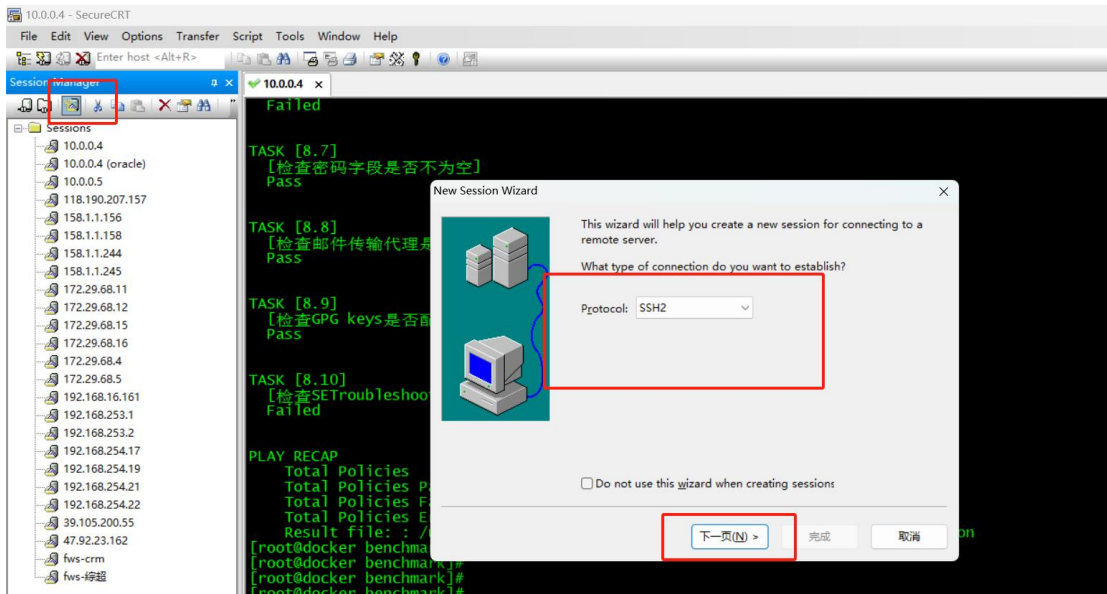 10.0.0.4 - SecureCRT
File Edit View Options Transfer Script Tools Window Help
Enter host <Alt+R>
Session Manager
10.0.0.4
Sessions
10.0.0.4
10.0.0.4 (oracle)
10.0.0.5
118.190.207.157
158.1.1.156
158.1.1.158
158.1.1.244
158.1.1.245
172.29.68.11
172.29.68.12
172.29.68.15
172.29.68.16
172.29.68.4
172.29.68.5
192.168.16.161
192.168.253.1
192.168.253.2
192.168.254.17
192.168.254.19
192.168.254.21
192.168.254.22
39.105.200.55
47.92.23.162
fws-crm
fws-综超
Failed
TASK [8.7]
[检查密码字段是否不为空]
Pass
TASK [8.8]
[检查邮件传输代理是
Pass
TASK [8.9]
[检查GPG keys是否配
Pass
TASK [8.10]
[检查SETroubleshoo
Failed
PLAY RECAP
Total Policies
Total Policies P
Total Policies F
Total Policies E
Result file: : /
on
[root@docker benchma
[root@docker benchmark]#
[root@docker benchmark]#
[root@docker benchmark]#
New Session Wizard
This wizard will help you create a new session for connecting to a
remote server.
What type of connection do you want to establish?
Protocol: SSH2
Do not use this wizard when creating sessions
下一页(N) >
完成
取消